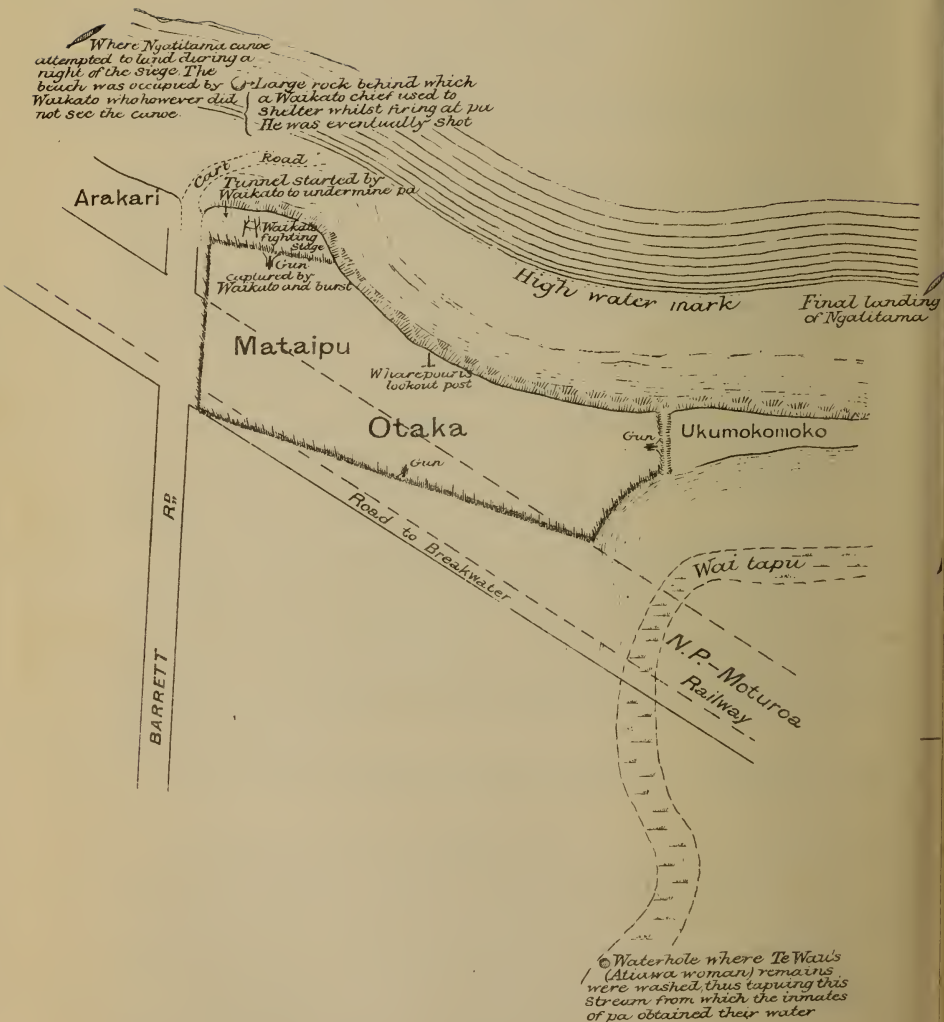 Where Ngatitama canoe
attempted to land during a
night of the siege. The
beach was occupied by
Waikato who however did
not see the canoe.
Large rock behind which
a Waikato chief used to
shelter whilst firing at pa
He was eventually shot
Cart Road
Arakari
Tunnel started by
Waikato to undermine pa
Waikato
fighting
stage
Gun
captured by
Waikato and burst
High water mark
Final landing
of Ngatitama
Mataipu
Wharepouris
lookout post
Otaka
Gun
Ukumokomoko
Gun
Road to Breakwater
BARRETT RD.
Wai tapu
N.P.-Moturoa
Railway
Waterhole where Te Wau's
(Atiawa woman) remains
were washed, thus tapuing this
Stream from which the inmates
of pa obtained their water